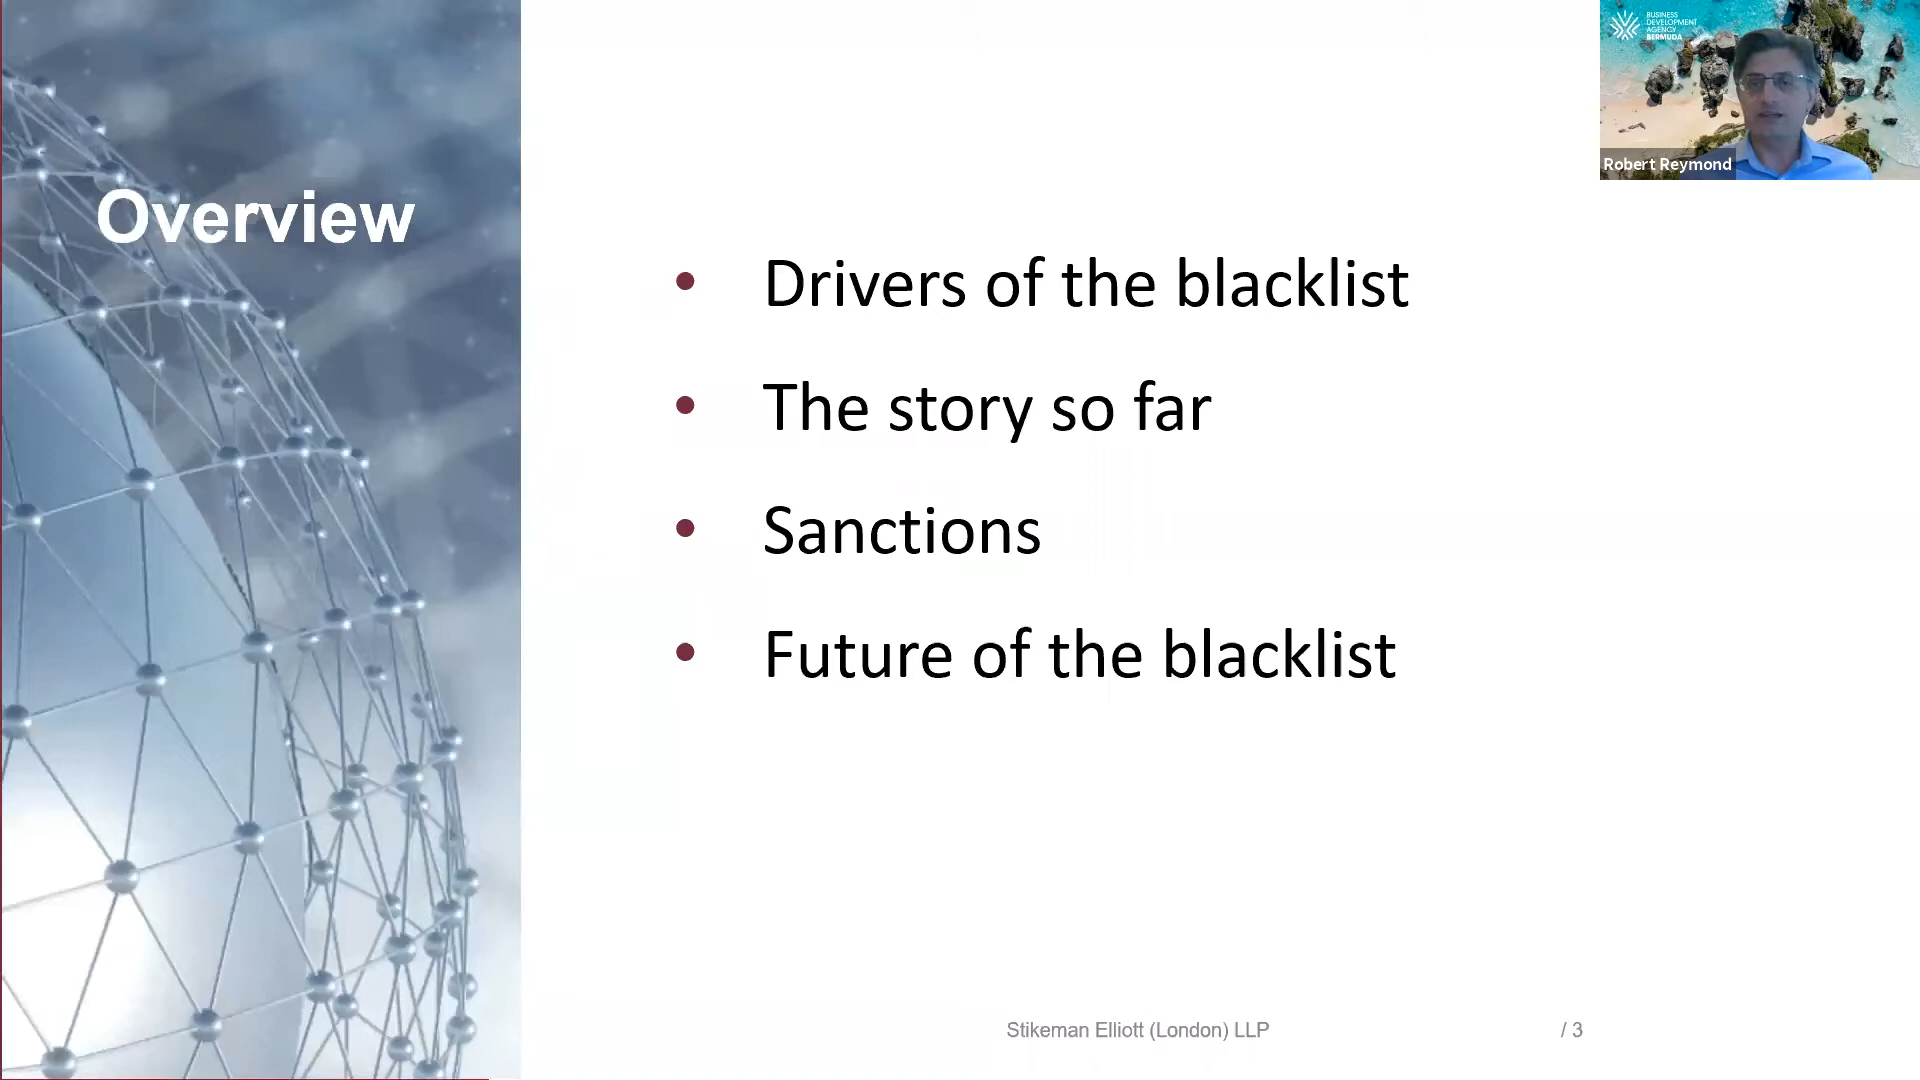 Overview
• Drivers of the blacklist
• The story so far
• Sanctions
• Future of the blacklist
Stikeman Elliott (London) LLP
/ 3
BUSINESS
DEVELOPMENT
AGENCY
BERMUDA
Robert Reymond